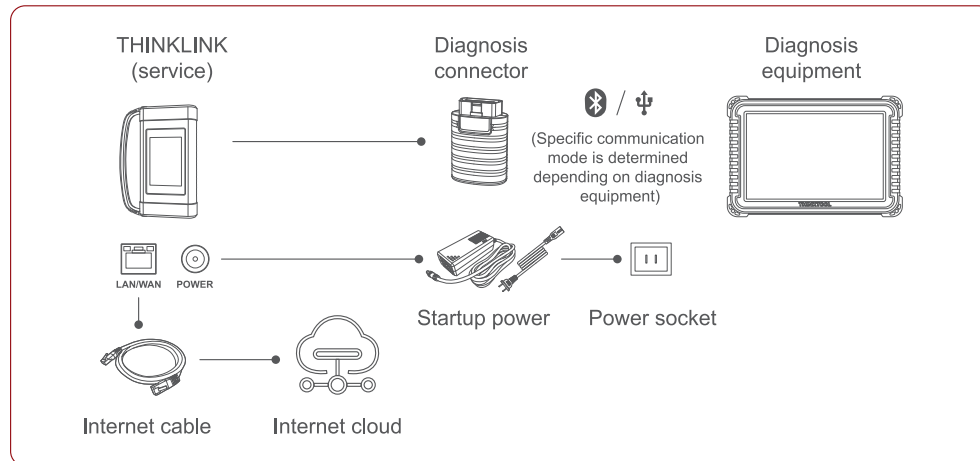 THINKLINK
(service)
Diagnosis
connector
Diagnosis
equipment
/
(Specific communication
mode is determined
depending on diagnosis
equipment)
THINKTOOL
LAN/WAN
POWER
Startup power
Power socket
Internet cable
Internet cloud